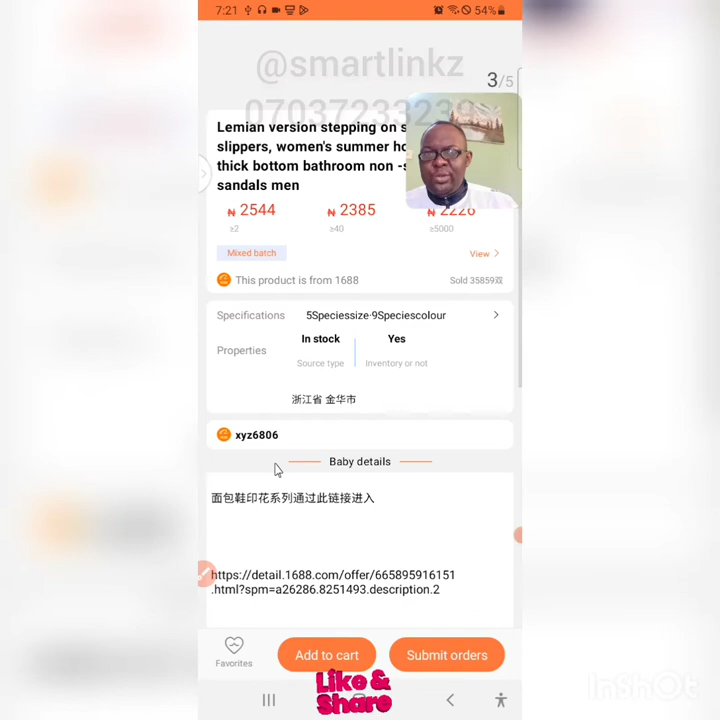 7:21
54%
@smartlinkz
3/5
07037233239
Lemian version stepping on s
slippers, women's summer ho
thick bottom bathroom non -s
sandals men
₦ 2544 ₦ 2385 ₦ 2226
≥2 ≥40 ≥5000
Mixed batch View
This product is from 1688 Sold 35859双
Specifications 5Speciessize·9Speciescolour
In stock Yes
Properties
Source type Inventory or not
浙江省 金华市
xyz6806
Baby details
面包鞋印花系列通过此链接进入
https://detail.1688.com/offer/665895916151
.html?spm=a26286.8251493.description.2
Favorites Add to cart Submit orders
Like &
Share
InShOt